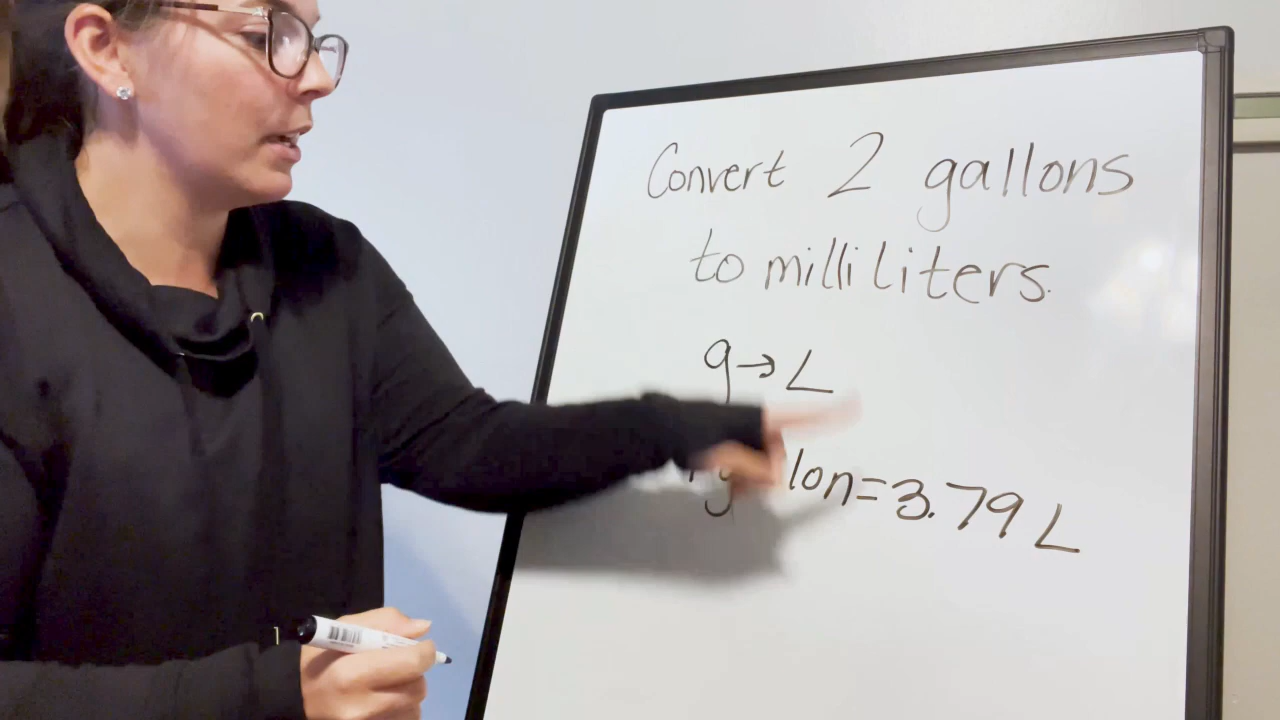 Convert 2 gallons
to milliliters.
g→L
lon=3.79 L